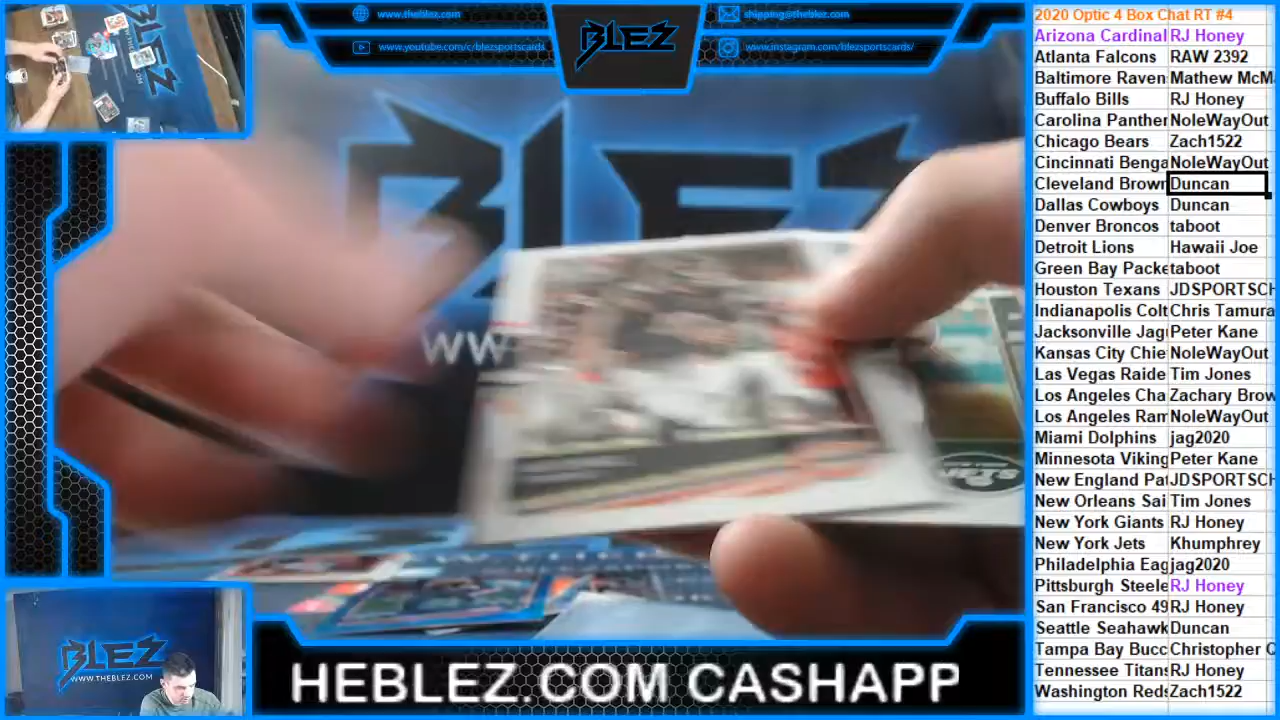 www.theblez.com
shipping@theblez.com
www.youtube.com/c/blezsportscards
www.instagram.com/blezsportscards/
BLEZ
BLEZ
WW
BLEZ
WWW.THEBLEZ.COM
HEBLEZ.COM CASHAPP
2020 Optic 4 Box Chat RT #4
Arizona Cardinal RJ Honey
Atlanta Falcons RAW 2392
Baltimore Raven Mathew McM
Buffalo Bills RJ Honey
Carolina Panther NoleWayOut
Chicago Bears Zach1522
Cincinnati Benga NoleWayOut
Cleveland Brown Duncan
Dallas Cowboys Duncan
Denver Broncos taboot
Detroit Lions Hawaii Joe
Green Bay Packe taboot
Houston Texans JDSPORTSCH
Indianapolis Colt Chris Tamura
Jacksonville Jag Peter Kane
Kansas City Chie NoleWayOut
Las Vegas Raide Tim Jones
Los Angeles Cha Zachary Brow
Los Angeles Ram NoleWayOut
Miami Dolphins jag2020
Minnesota Viking Peter Kane
New England Pat JDSPORTSCH
New Orleans Sai Tim Jones
New York Giants RJ Honey
New York Jets Khumphrey
Philadelphia Eag jag2020
Pittsburgh Steele RJ Honey
San Francisco 49 RJ Honey
Seattle Seahawk Duncan
Tampa Bay Bucc Christopher Q
Tennessee Titans RJ Honey
Washington Reds Zach1522